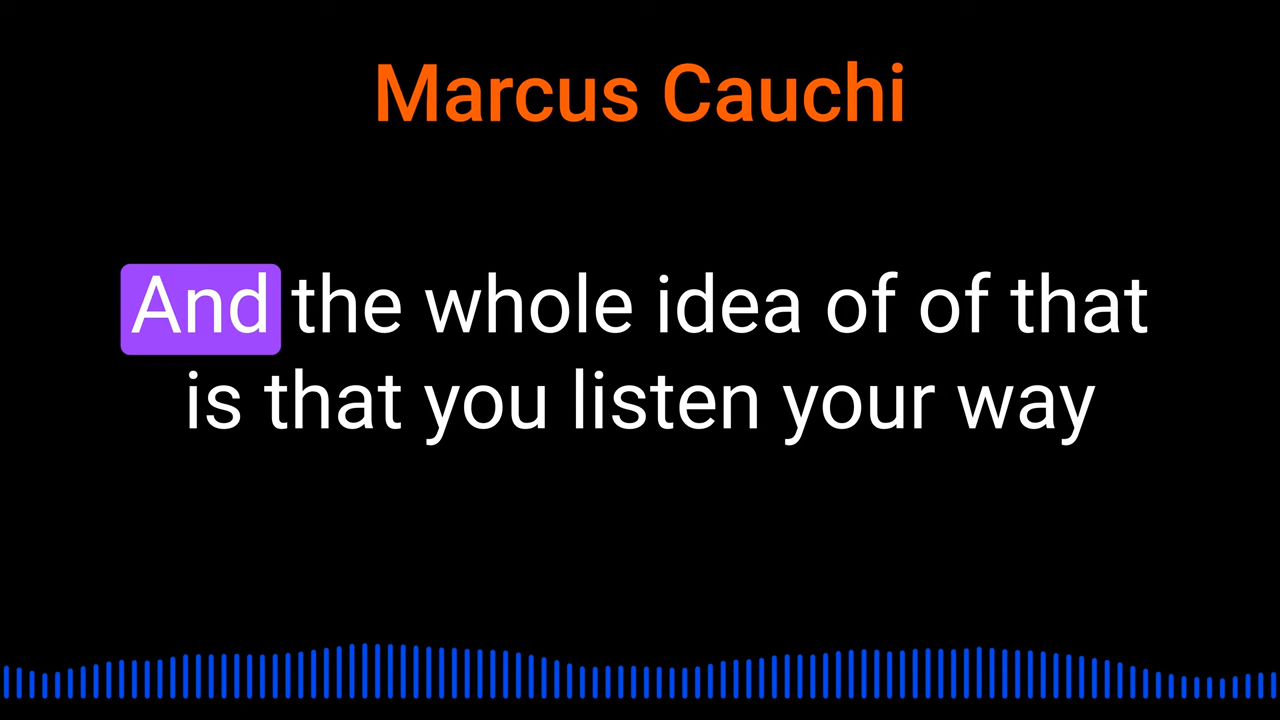 Marcus Cauchi
And the whole idea of of that
is that you listen your way